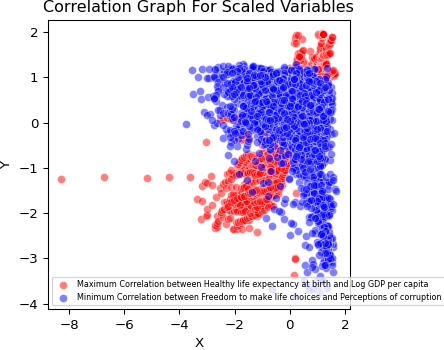 Correlation Graph For Scaled Variables
2
1
0
−1
−2
−3
−4
Y
Maximum Correlation between Healthy life expectancy at birth and Log GDP per capita
Minimum Correlation between Freedom to make life choices and Perceptions of corruption
−8 −6 −4 −2 0 2
X